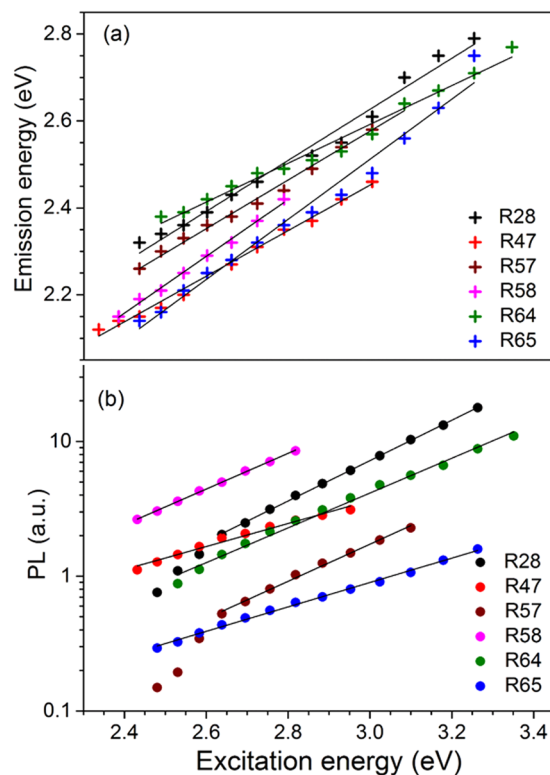 (a)
2.8
2.6
2.4
2.2
Emission energy (eV)
R28
R47
R57
R58
R64
R65
(b)
10
1
0.1
PL (a.u.)
R28
R47
R57
R58
R64
R65
2.4 2.6 2.8 3.0 3.2 3.4
Excitation energy (eV)